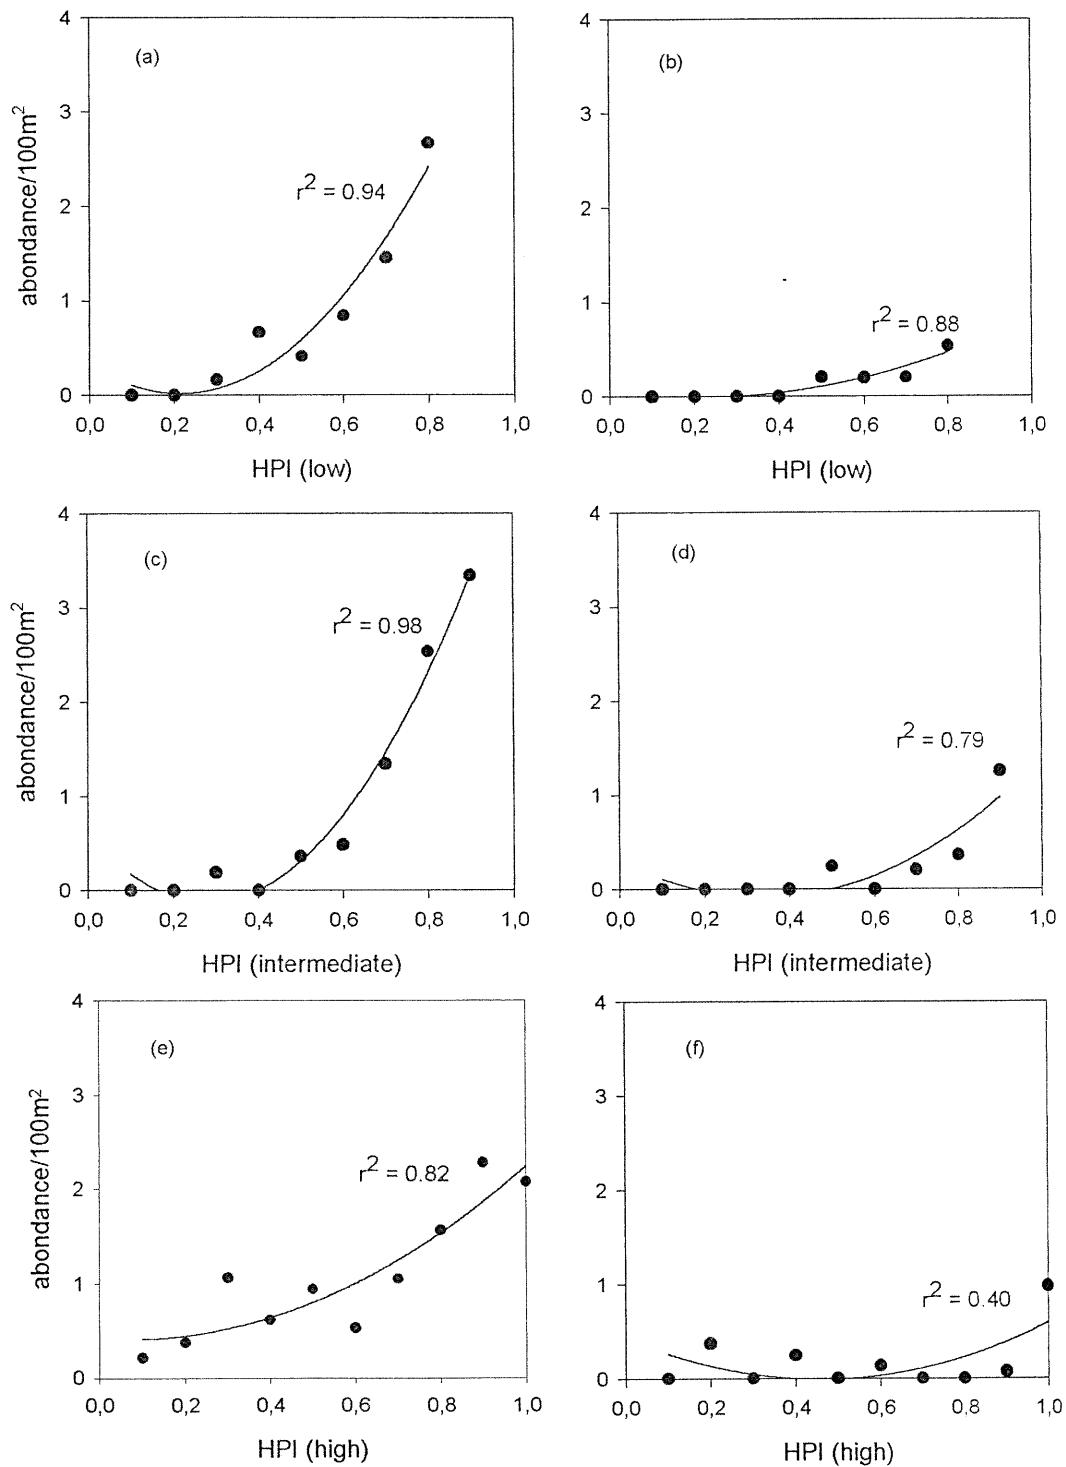 4
(a)
3
r² = 0.94
2
1
0
0,0 0,2 0,4 0,6 0,8 1,0
HPI (low)
abondance/100m²
4
(b)
3
2
1
r² = 0.88
0
0,0 0,2 0,4 0,6 0,8 1,0
HPI (low)
4
(c)
3
r² = 0.98
2
1
0
0,0 0,2 0,4 0,6 0,8 1,0
HPI (intermediate)
abondance/100m²
4
(d)
3
2
r² = 0.79
1
0
0,0 0,2 0,4 0,6 0,8 1,0
HPI (intermediate)
4
(e)
3
r² = 0.82
2
1
0
0,0 0,2 0,4 0,6 0,8 1,0
HPI (high)
abondance/100m²
4
(f)
3
2
1
r² = 0.40
0
0,0 0,2 0,4 0,6 0,8 1,0
HPI (high)